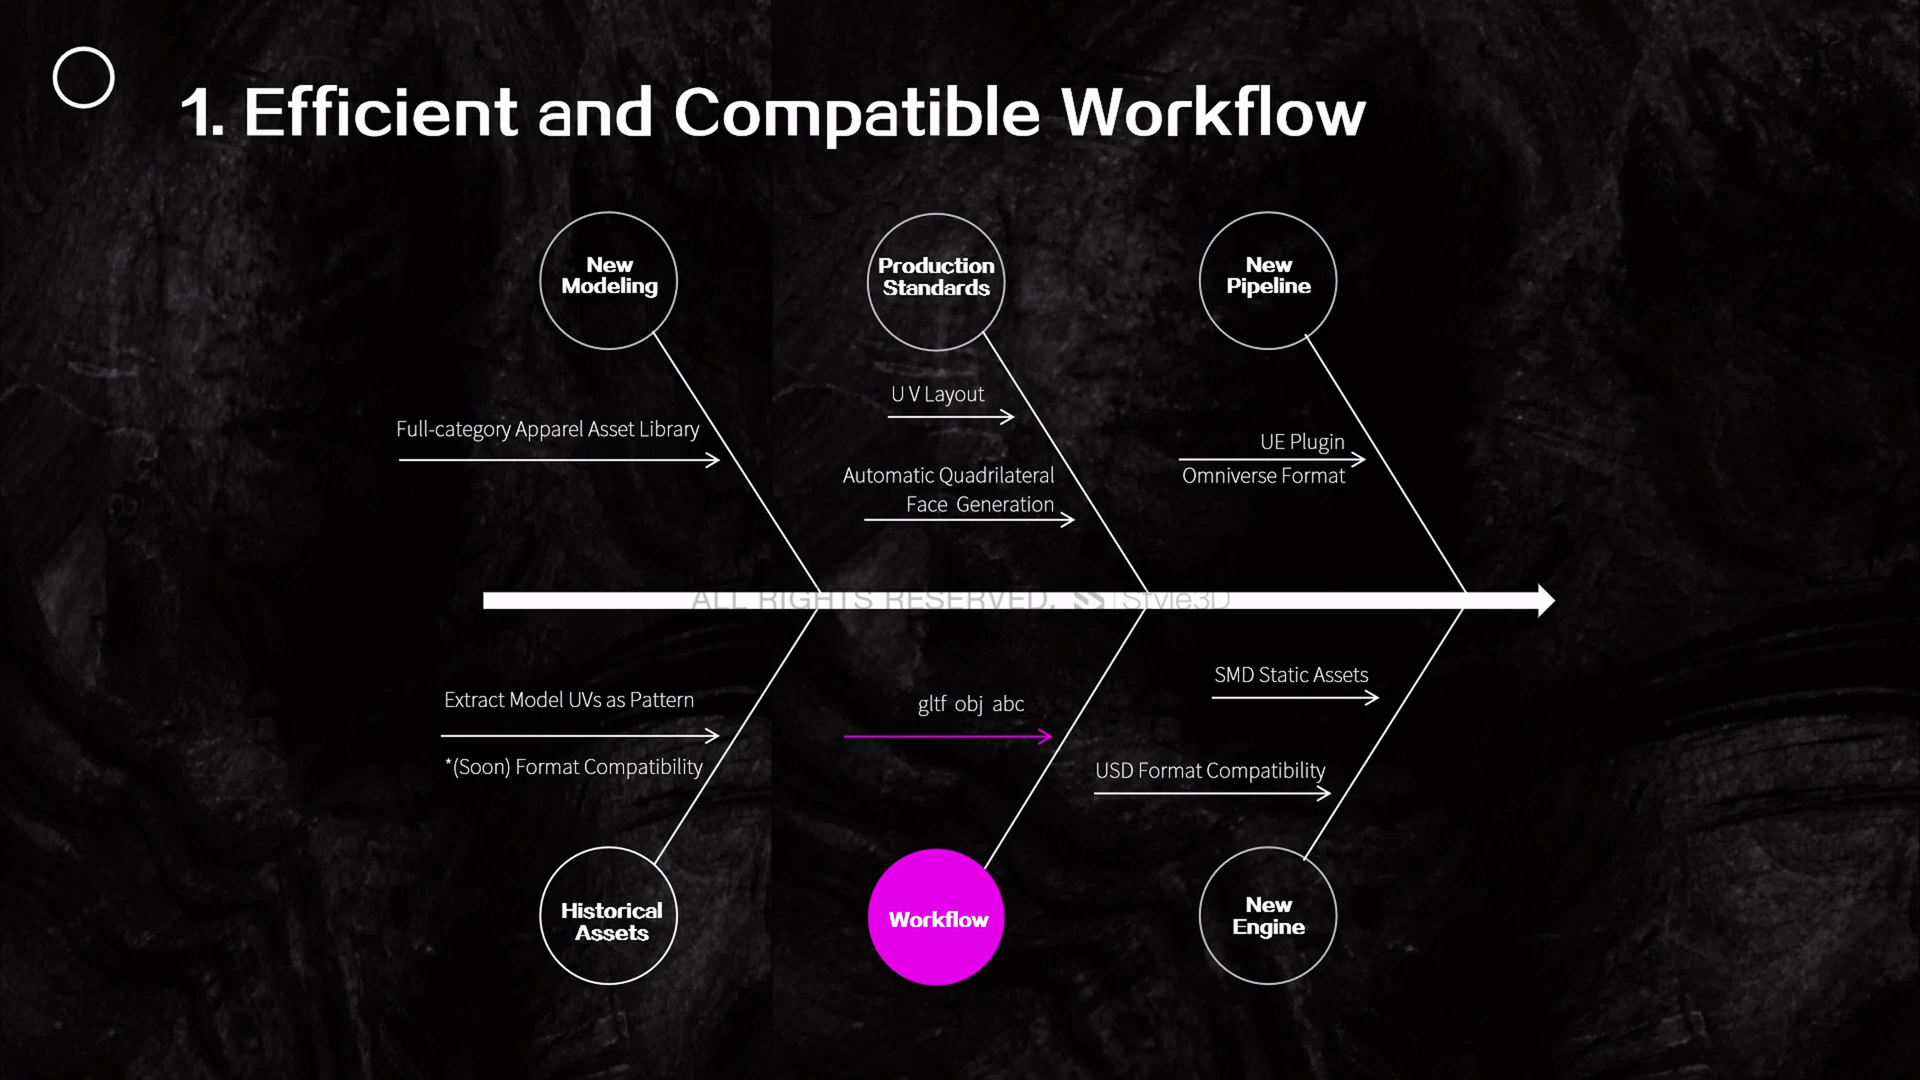 1. Efficient and Compatible Workflow
New
Modeling
Production
Standards
New
Pipeline
U V Layout
Full-category Apparel Asset Library
UE Plugin
Automatic Quadrilateral
Omniverse Format
Face Generation
ALL RIGHTS RESERVED. Style3D
SMD Static Assets
Extract Model UVs as Pattern
gltf obj abc
*(Soon) Format Compatibility
USD Format Compatibility
Historical
Assets
Workflow
New
Engine